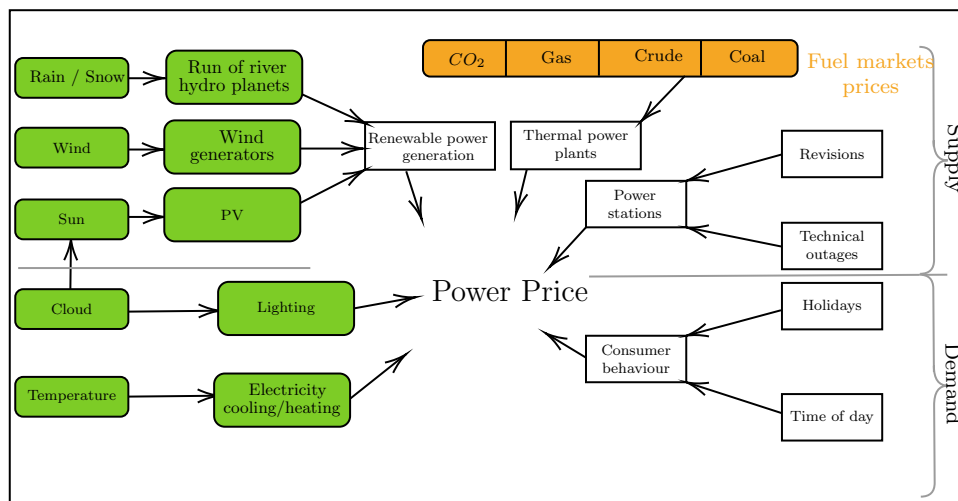 Rain / Snow
Run of river
hydro planets
Wind
Wind
generators
Sun
PV
Cloud
Lighting
Temperature
Electricity
cooling/heating
Renewable power
generation
CO2
Gas
Crude
Coal
Fuel markets
prices
Thermal power
plants
Power
stations
Revisions
Technical
outages
Supply
Power Price
Consumer
behaviour
Holidays
Time of day
Demand